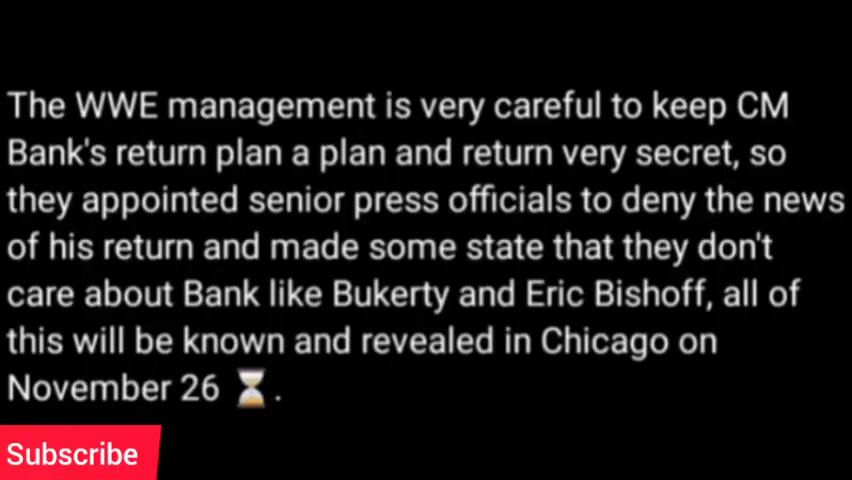 The WWE management is very careful to keep CM
Bank's return plan a plan and return very secret, so
they appointed senior press officials to deny the news
of his return and made some state that they don't
care about Bank like Bukerty and Eric Bishoff, all of
this will be known and revealed in Chicago on
November 26 ⏳.
Subscribe